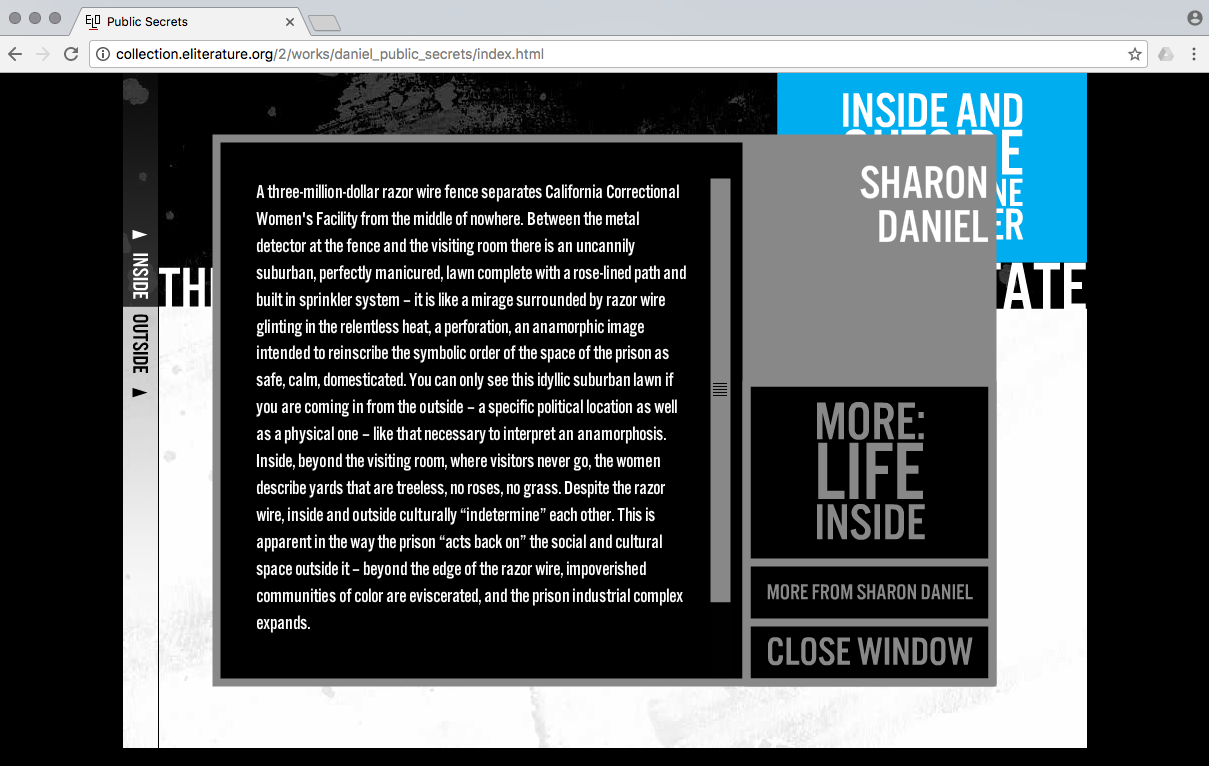 Public Secrets
collection.eliterature.org/2/works/daniel_public_secrets/index.html
INSIDE AND
SHARON
DANIEL
A three-million-dollar razor wire fence separates California Correctional
Women's Facility from the middle of nowhere. Between the metal
detector at the fence and the visiting room there is an uncannily
suburban, perfectly manicured, lawn complete with a rose-lined path and
built in sprinkler system – it is like a mirage surrounded by razor wire
glinting in the relentless heat, a perforation, an anamorphic image
intended to reinscribe the symbolic order of the space of the prison as
safe, calm, domesticated. You can only see this idyllic suburban lawn if
you are coming in from the outside – a specific political location as well
as a physical one – like that necessary to interpret an anamorphosis.
Inside, beyond the visiting room, where visitors never go, the women
describe yards that are treeless, no roses, no grass. Despite the razor
wire, inside and outside culturally “indetermine” each other. This is
apparent in the way the prison “acts back on” the social and cultural
space outside it – beyond the edge of the razor wire, impoverished
communities of color are eviscerated, and the prison industrial complex
expands.
INSIDE
OUTSIDE
MORE:
LIFE
INSIDE
MORE FROM SHARON DANIEL
CLOSE WINDOW